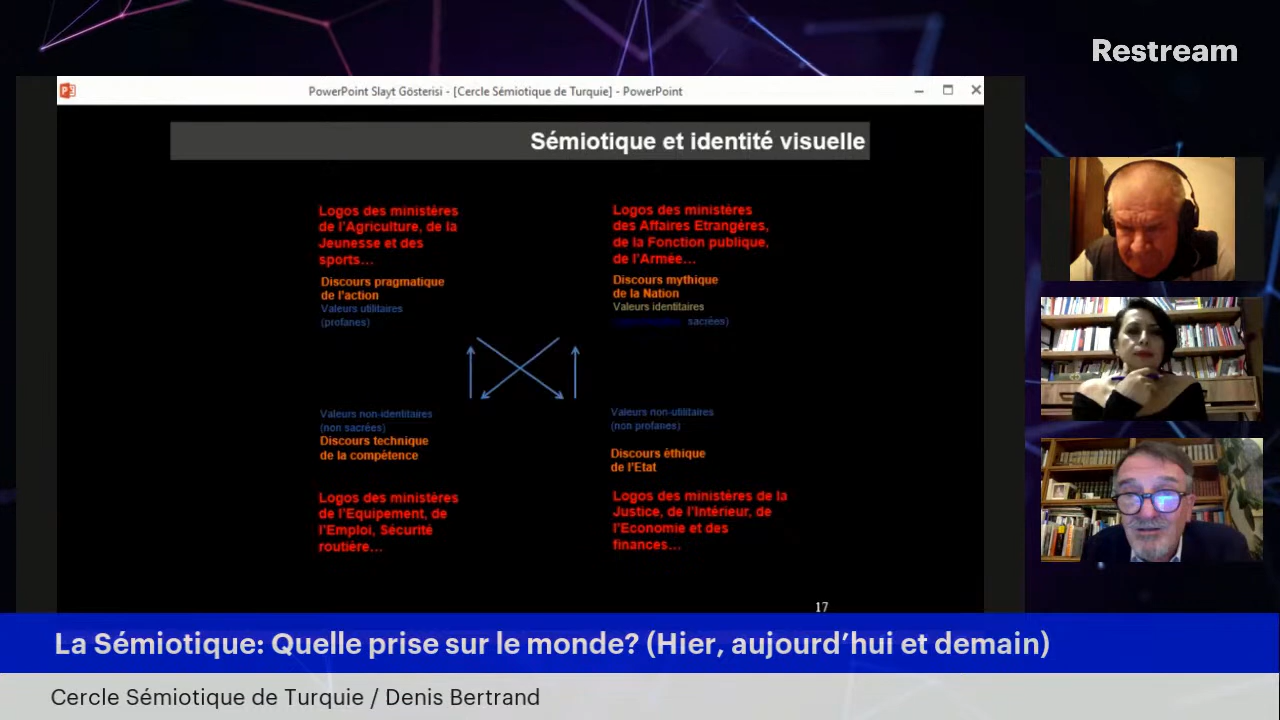 Restream
PowerPoint Slayt Gösterisi - [Cercle Sémiotique de Turquie] - PowerPoint
Sémiotique et identité visuelle
Logos des ministères
de l'Agriculture, de la
Jeunesse et des
sports…
Discours pragmatique
de l'action
Valeurs utilitaires
(profanes)
Logos des ministères
des Affaires Etrangères,
de la Fonction publique,
de l'Armée…
Discours mythique
de la Nation
Valeurs identitaires
sacrées)
Valeurs non-identitaires
(non sacrées)
Discours technique
de la compétence
Logos des ministères
de l'Equipement, de
l'Emploi, Sécurité
routière…
Valeurs non-utilitaires
(non profanes)
Discours éthique
de l'Etat
Logos des ministères de la
Justice, de l'Intérieur, de
l'Economie et des
finances…
17
La Sémiotique: Quelle prise sur le monde? (Hier, aujourd'hui et demain)
Cercle Sémiotique de Turquie / Denis Bertrand